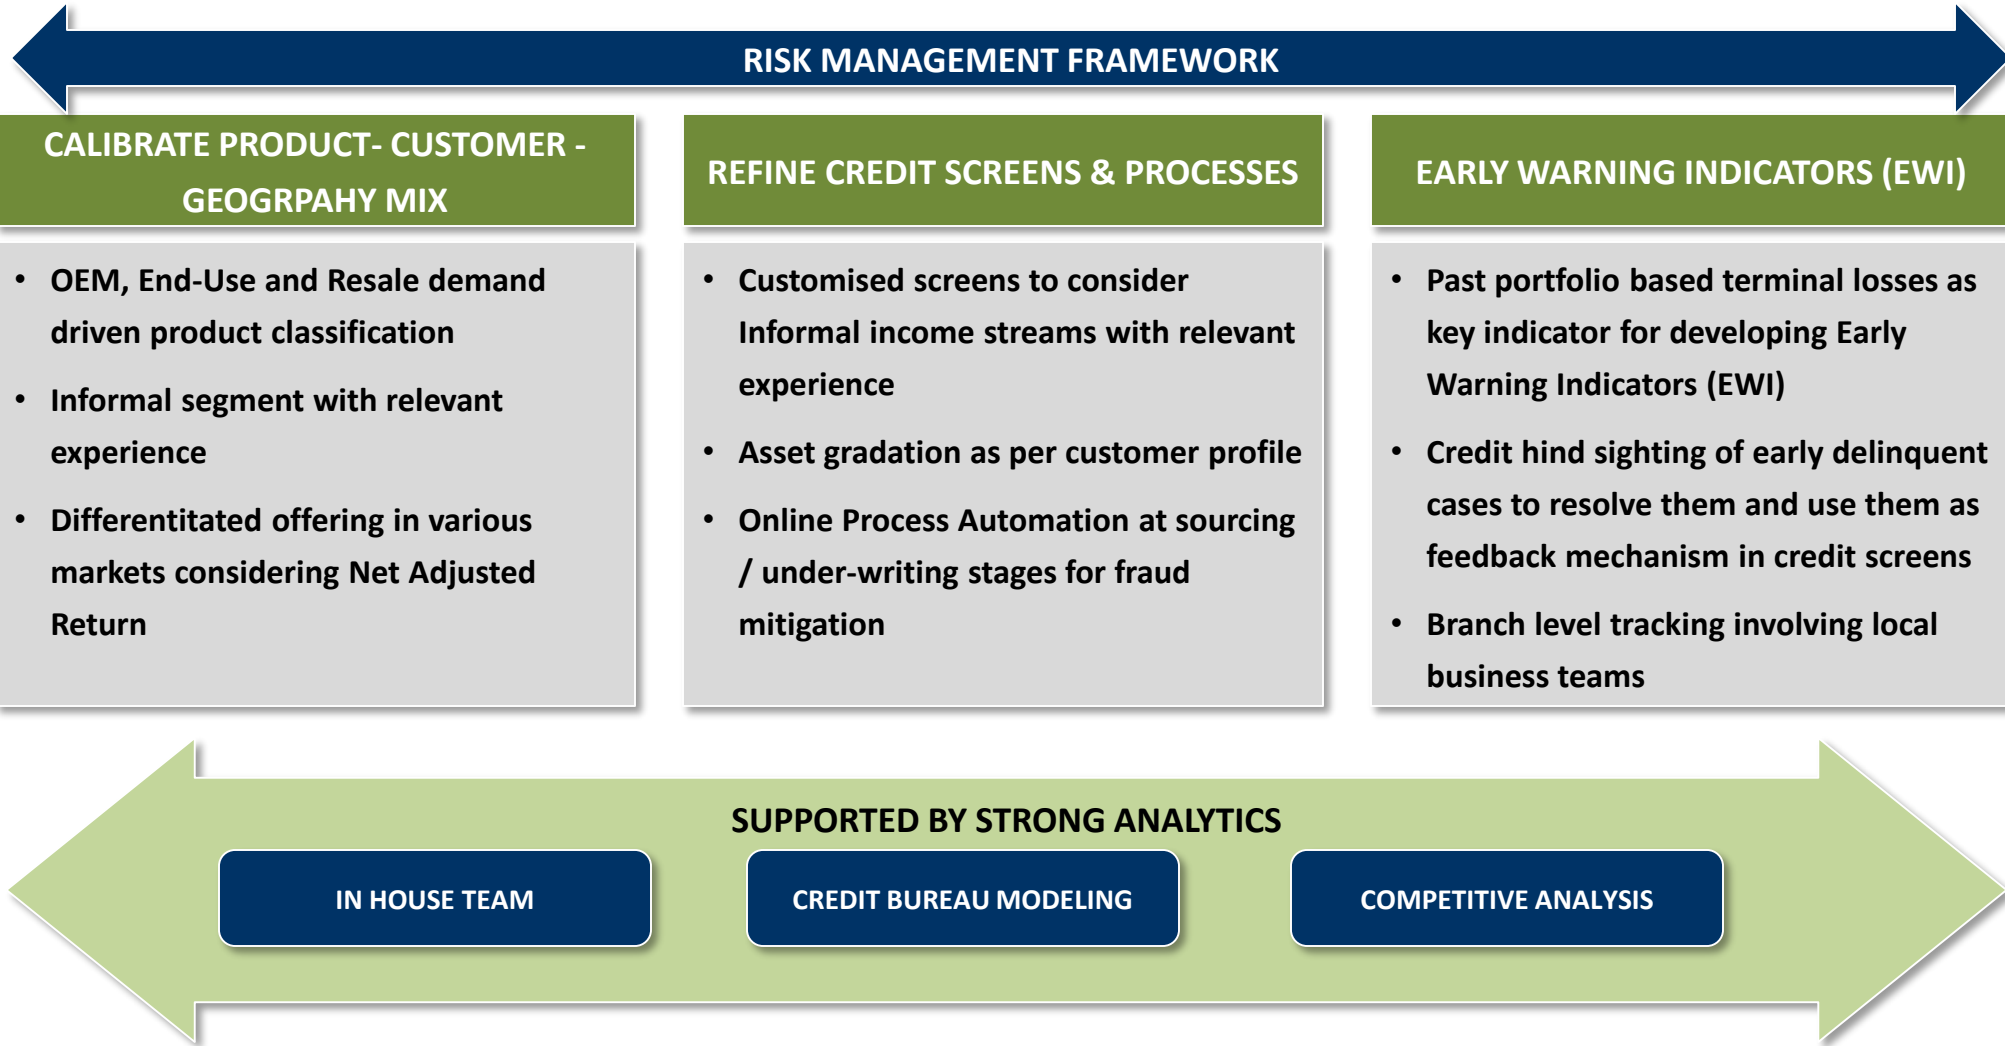 RISK MANAGEMENT FRAMEWORK
CALIBRATE PRODUCT- CUSTOMER -
GEOGRPAHY MIX
• OEM, End-Use and Resale demand
driven product classification
• Informal segment with relevant
experience
• Differentitated offering in various
markets considering Net Adjusted
Return
REFINE CREDIT SCREENS & PROCESSES
• Customised screens to consider
Informal income streams with relevant
experience
• Asset gradation as per customer profile
• Online Process Automation at sourcing
/ under-writing stages for fraud
mitigation
EARLY WARNING INDICATORS (EWI)
• Past portfolio based terminal losses as
key indicator for developing Early
Warning Indicators (EWI)
• Credit hind sighting of early delinquent
cases to resolve them and use them as
feedback mechanism in credit screens
• Branch level tracking involving local
business teams
SUPPORTED BY STRONG ANALYTICS
IN HOUSE TEAM
CREDIT BUREAU MODELING
COMPETITIVE ANALYSIS